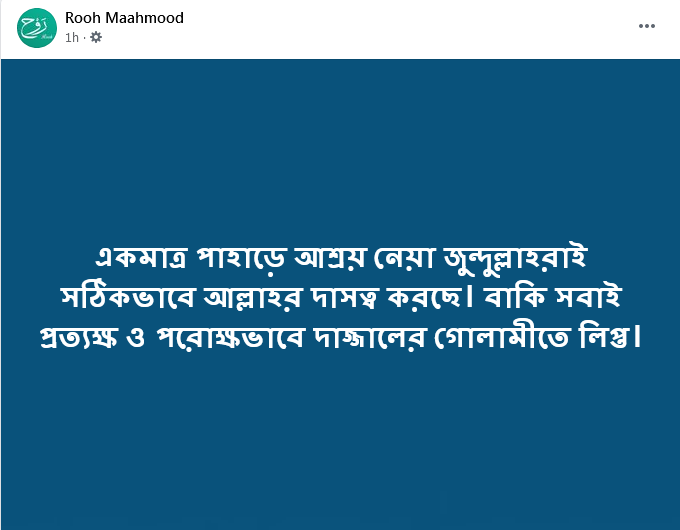 Rooh Maahmood
1h ·
একমাত্র পাহাড়ে আশ্রয় নেয়া জুন্দুল্লাহরাই
সঠিকভাবে আল্লাহর দাসত্ব করছে। বাকি সবাই
প্রত্যক্ষ ও পরোক্ষভাবে দাজ্জালের গোলামীতে লিপ্ত।